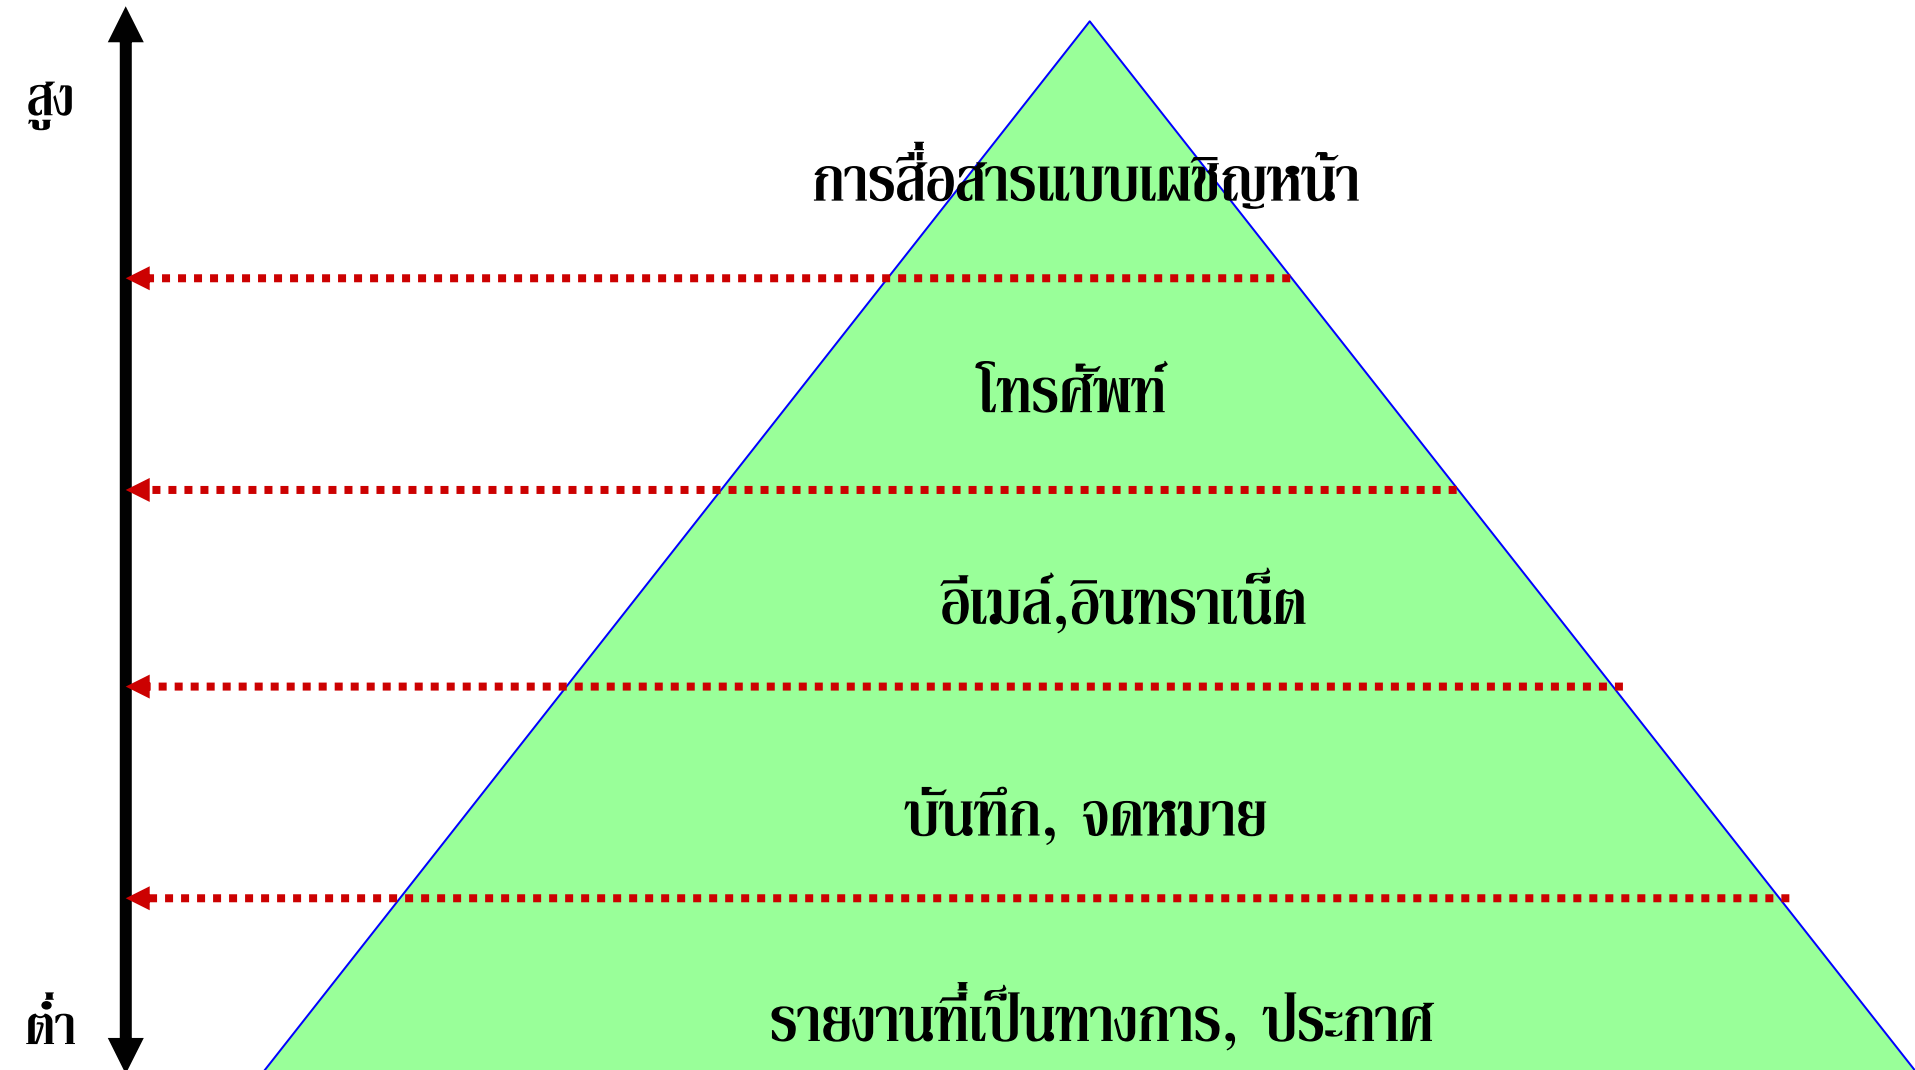 สูง
การสื่อสารแบบเผชิญหน้า
โทรศัพท์
อีเมล์,อินทราเน็ต
บันทึก, จดหมาย
รายงานที่เป็นทางการ, ประกาศ
ต่ำ